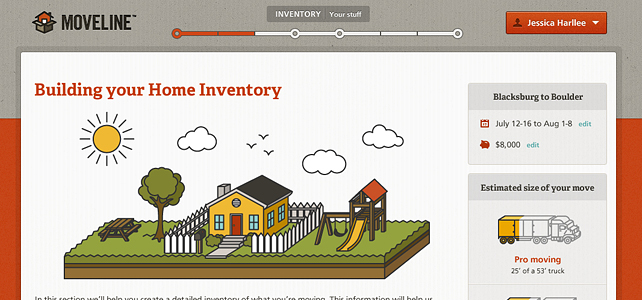 MOVELINE™
INVENTORY Your stuff
Jessica Harllee
Building your Home Inventory
Blacksburg to Boulder
July 12-16 to Aug 1-8 edit
$8,000 edit
Estimated size of your move
Pro moving
25' of a 53' truck
In this section we'll help you create a detailed inventory of what you're moving. This information will help us